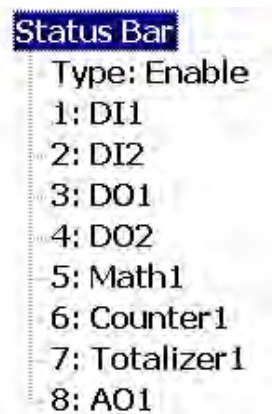 Status Bar
Type: Enable
1: DI1
2: DI2
3: DO1
4: DO2
5: Math1
6: Counter1
7: Totalizer1
8: AO1